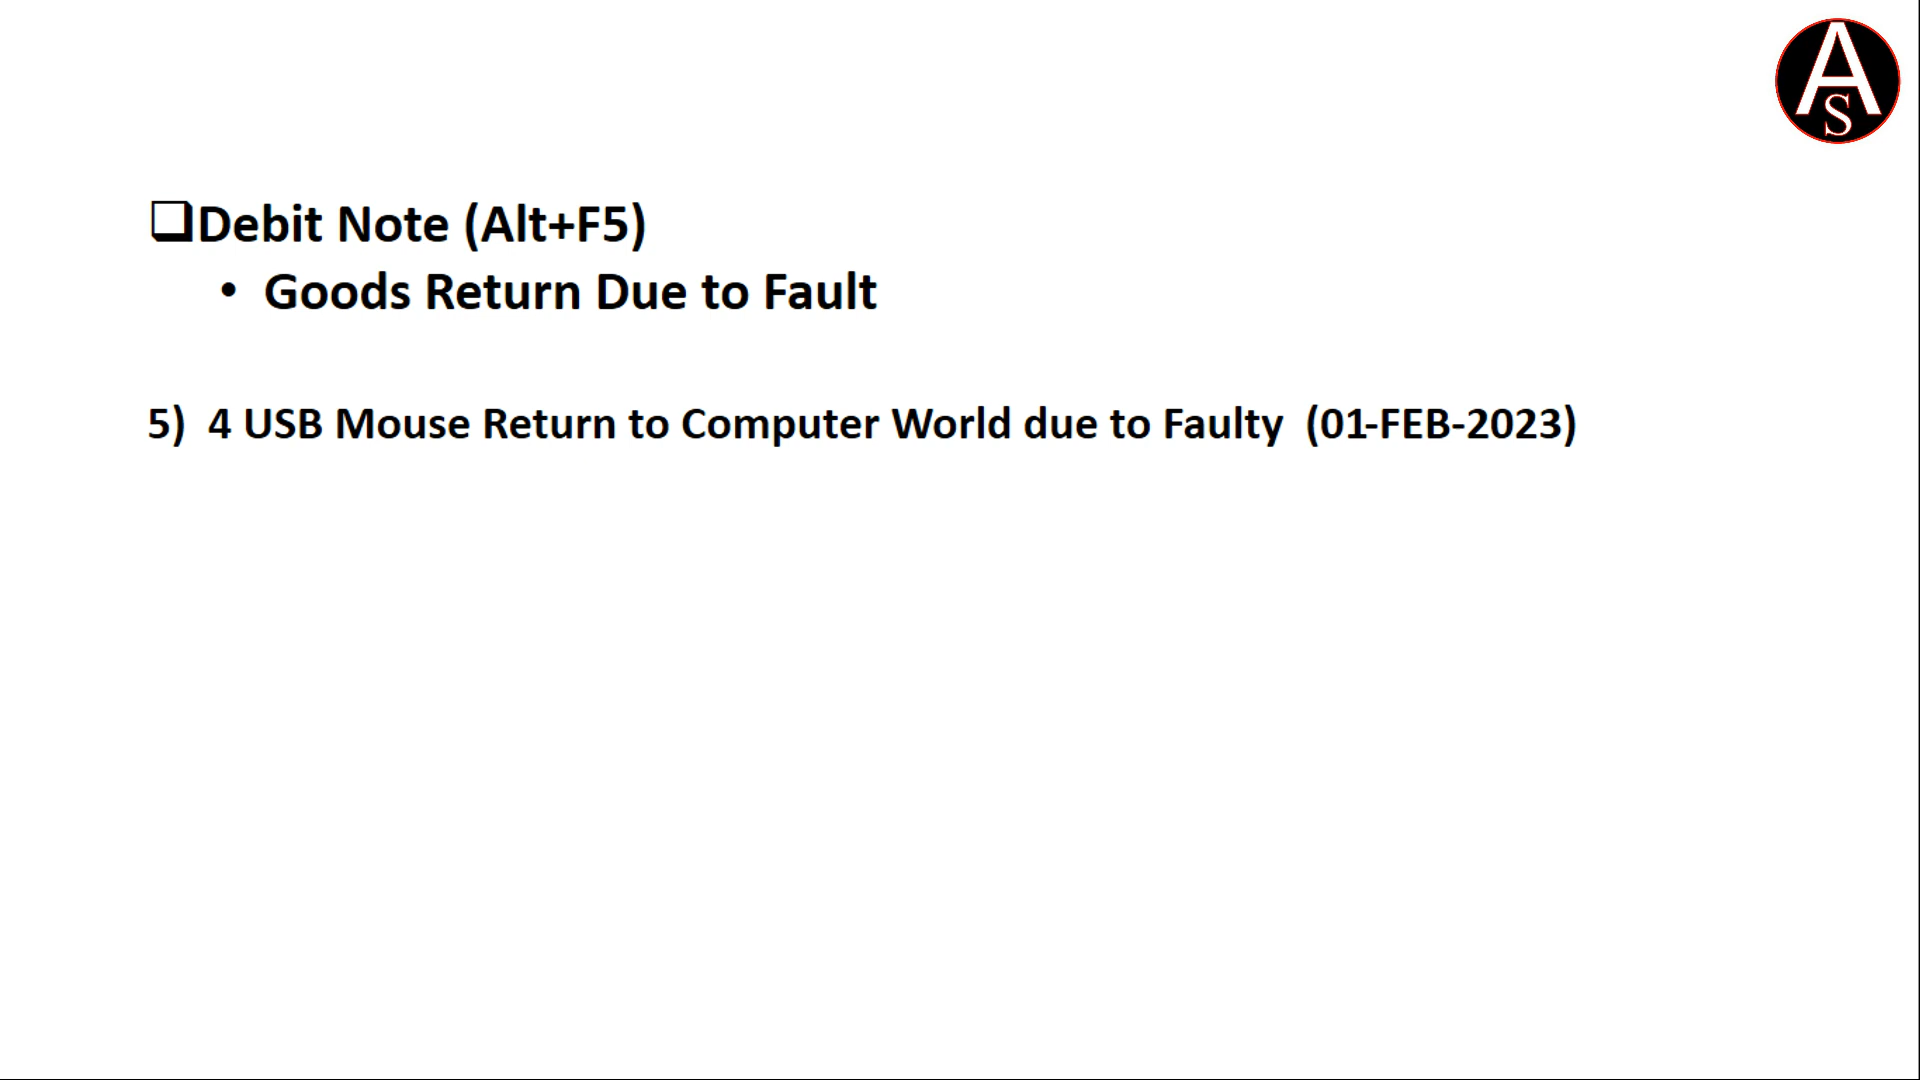 A
S
❑Debit Note (Alt+F5)
• Goods Return Due to Fault
5) 4 USB Mouse Return to Computer World due to Faulty (01-FEB-2023)